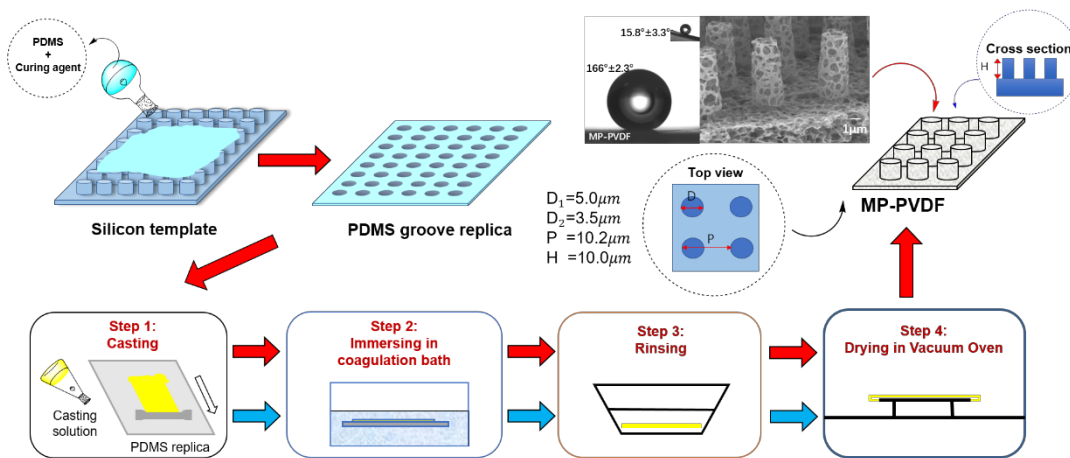 PDMS
+
Curing agent
Silicon template
PDMS groove replica
15.8°±3.3°
166°±2.3°
MP-PVDF
1μm
Cross section
H
MP-PVDF
Top view
D
P
D₁=5.0μm
D₂=3.5μm
P =10.2μm
H =10.0μm
Step 1:
Casting
Casting
solution
PDMS replica
Step 2:
Immersing in
coagulation bath
Step 3:
Rinsing
Step 4:
Drying in Vacuum Oven